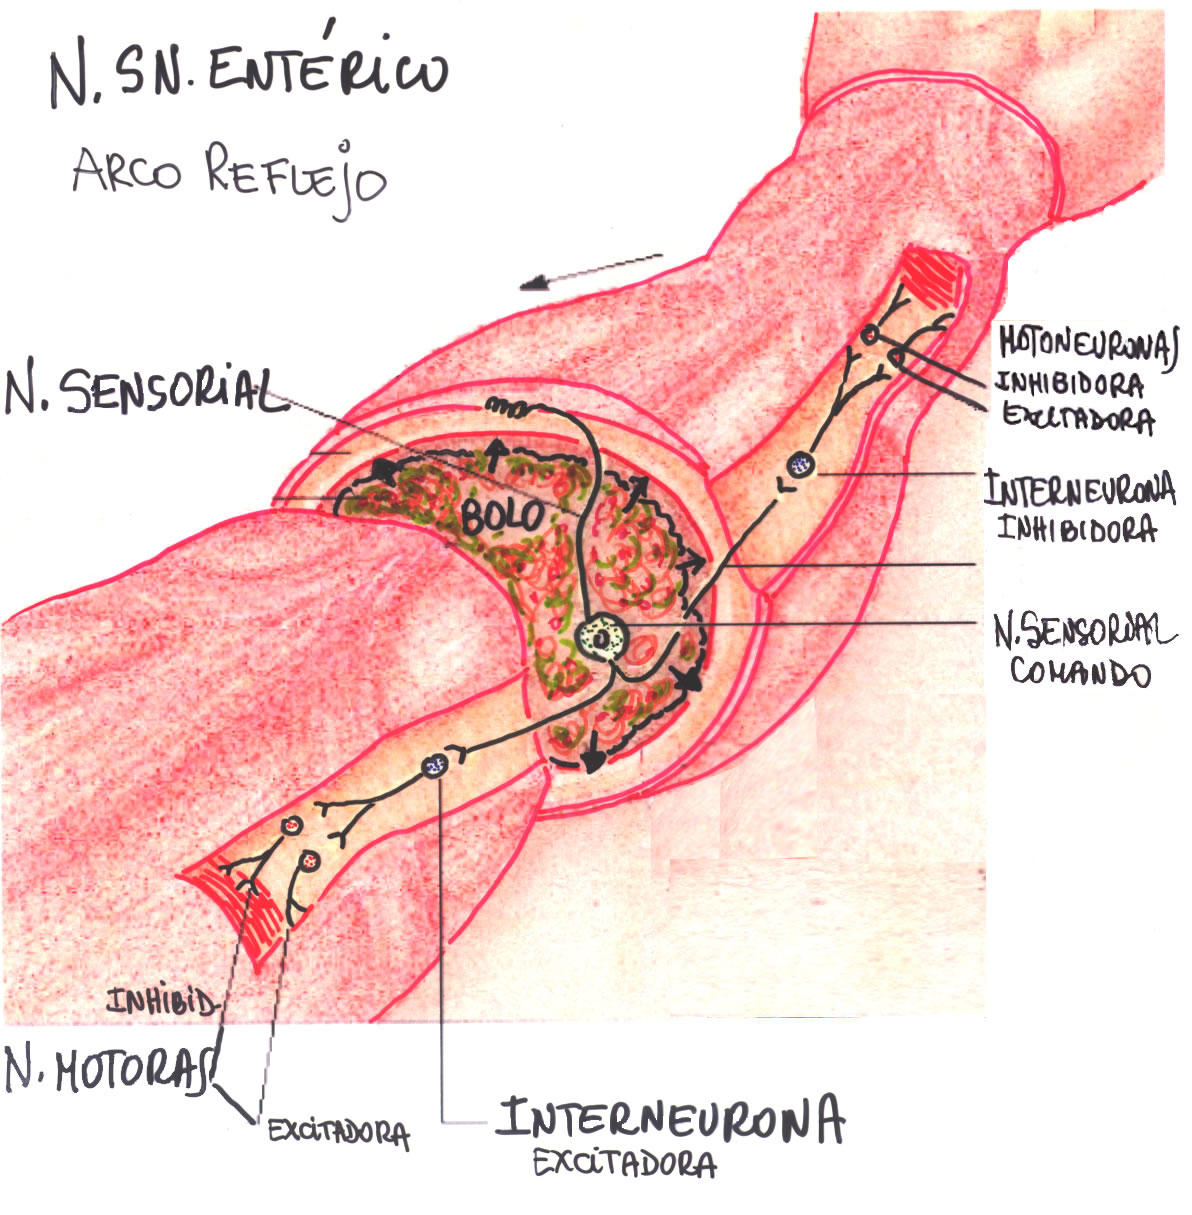 N. SN. ENTÉRICO
ARCO REFLEJO
N. SENSORIAL
BOLO
MOTONEURONAS
INHIBIDORA
EXCITADORA
INTERNEURONA
INHIBIDORA
N. SENSORIAL
COMANDO
INHIBID
N. MOTORAS
EXCITADORA
INTERNEURONA
EXCITADORA